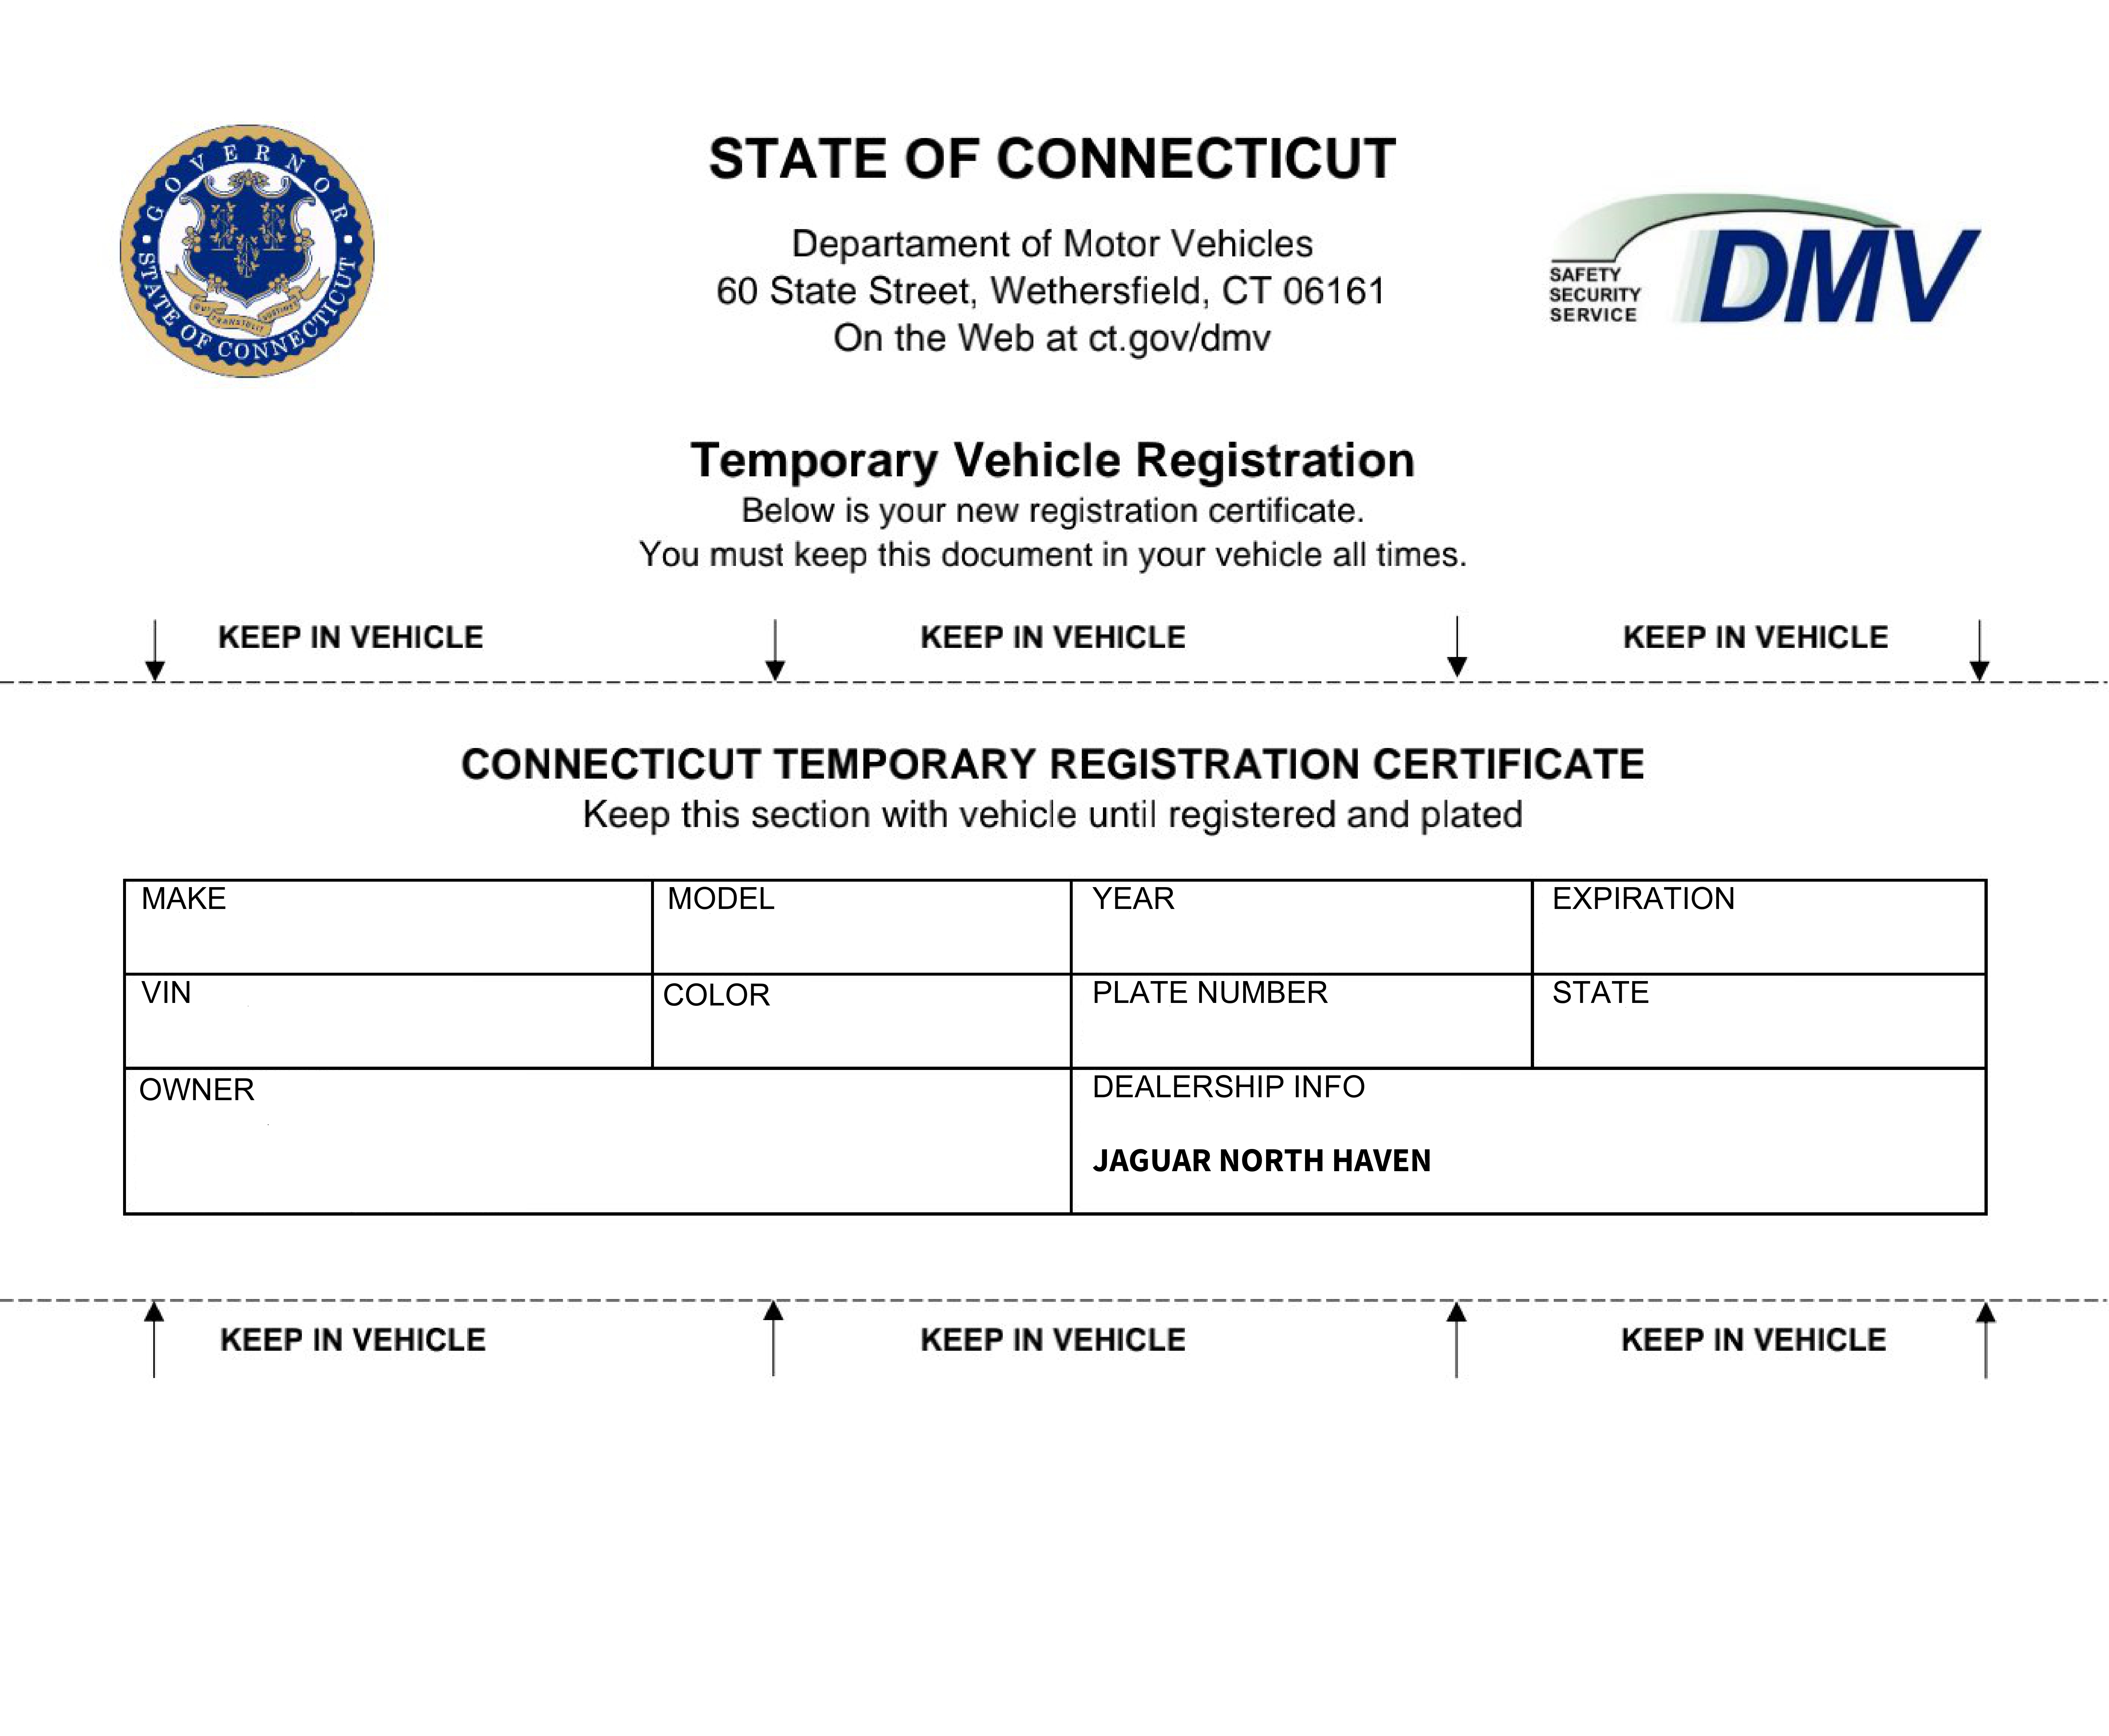 GOVERNOR
STATE OF CONNECTICUT
STATE OF CONNECTICUT
Departament of Motor Vehicles
60 State Street, Wethersfield, CT 06161
On the Web at ct.gov/dmv
SAFETY
SECURITY
SERVICE
DMV
Temporary Vehicle Registration
Below is your new registration certificate.
You must keep this document in your vehicle all times.
KEEP IN VEHICLE KEEP IN VEHICLE KEEP IN VEHICLE
CONNECTICUT TEMPORARY REGISTRATION CERTIFICATE
Keep this section with vehicle until registered and plated
MAKE MODEL YEAR EXPIRATION
VIN COLOR PLATE NUMBER STATE
OWNER DEALERSHIP INFO
JAGUAR NORTH HAVEN
KEEP IN VEHICLE KEEP IN VEHICLE KEEP IN VEHICLE